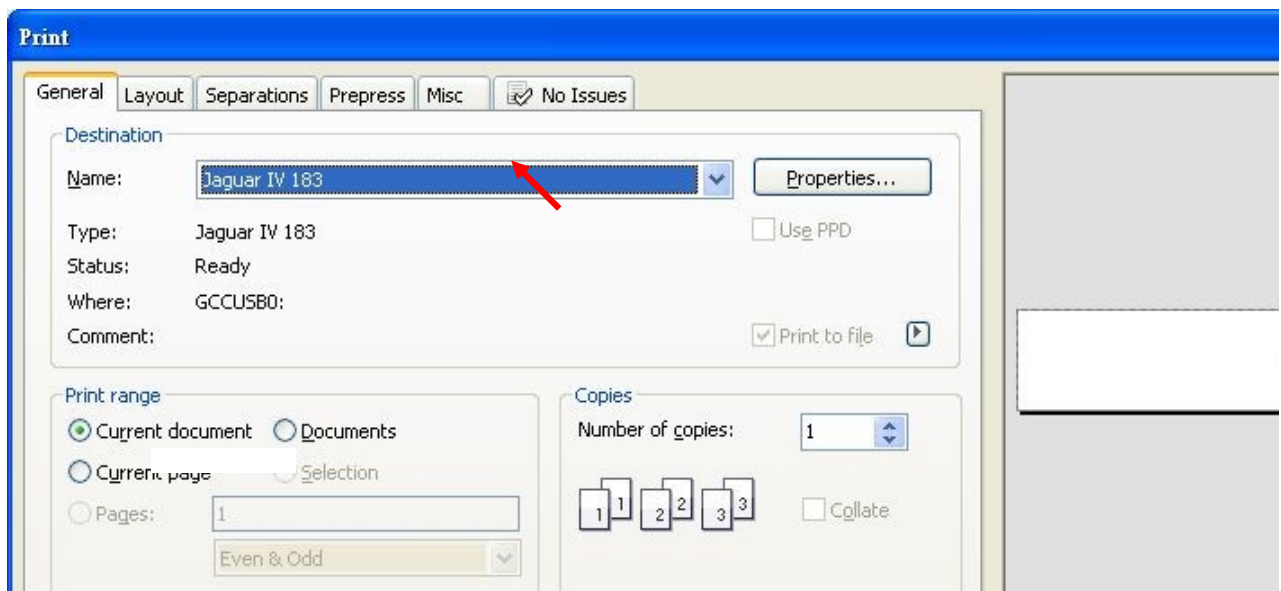 Print
General Layout Separations Prepress Misc No Issues
Destination
Name: Jaguar IV 183 Properties...
Type: Jaguar IV 183 Use PPD
Status: Ready
Where: GCCUSB0:
Comment: Print to file
Print range
Current document Documents
Current page Selection
Pages: 1
Even & Odd
Copies
Number of copies: 1
1 1 2 2 3 3 Collate